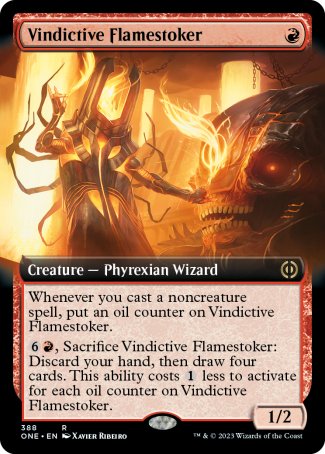 Vindictive Flamestoker
Creature — Phyrexian Wizard
Whenever you cast a noncreature
spell, put an oil counter on Vindictive
Flamestoker.
6 R, Sacrifice Vindictive Flamestoker:
Discard your hand, then draw four
cards. This ability costs 1 less to activate
for each oil counter on Vindictive
Flamestoker.
1/2
388 R
ONE • EN XAVIER RIBEIRO
™ & © 2023 Wizards of the Coast